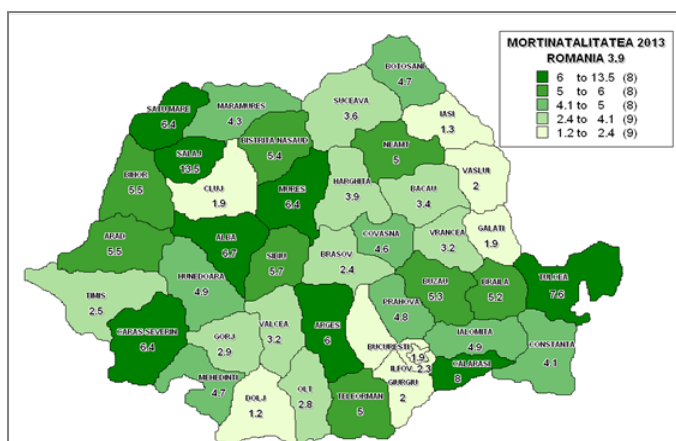 MORTINATALITATEA 2013
ROMANIA 3.9
6 to 13.5 (8)
5 to 6 (8)
4.1 to 5 (8)
2.4 to 4.1 (9)
1.2 to 2.4 (9)
BOTOSANI
4.7
SATU MARE
6.4
MARAMURES
4.3
SUCEAVA
3.6
IASI
1.3
SALAJ
13.5
BISTRITA NASAUD
5.4
NEAMT
5
BIHOR
5.5
CLUJ
1.9
MURES
6.4
HARGHITA
3.9
BACAU
3.4
VASLUI
2
ARAD
5.5
ALBA
6.7
SIBIU
5.7
BRASOV
2.4
COVASNA
4.6
VRANCEA
3.2
GALATI
1.9
TIMIS
2.5
HUNEDOARA
4.9
BUZAU
5.3
BRAILA
5.2
TULCEA
CARAS SEVERIN
6.4
GORJ
2.9
VALCEA
3.2
ARGES
6
PRAHOVA
4.8
IALOMITA
4.9
CONSTANTA
4.1
BUCURESTI
1.9
ILFOV
2.3
CALARASI
8
MEHEDINTI
4.7
DOLJ
1.2
OLT
2.8
TELEORMAN
5
GIURGIU
2